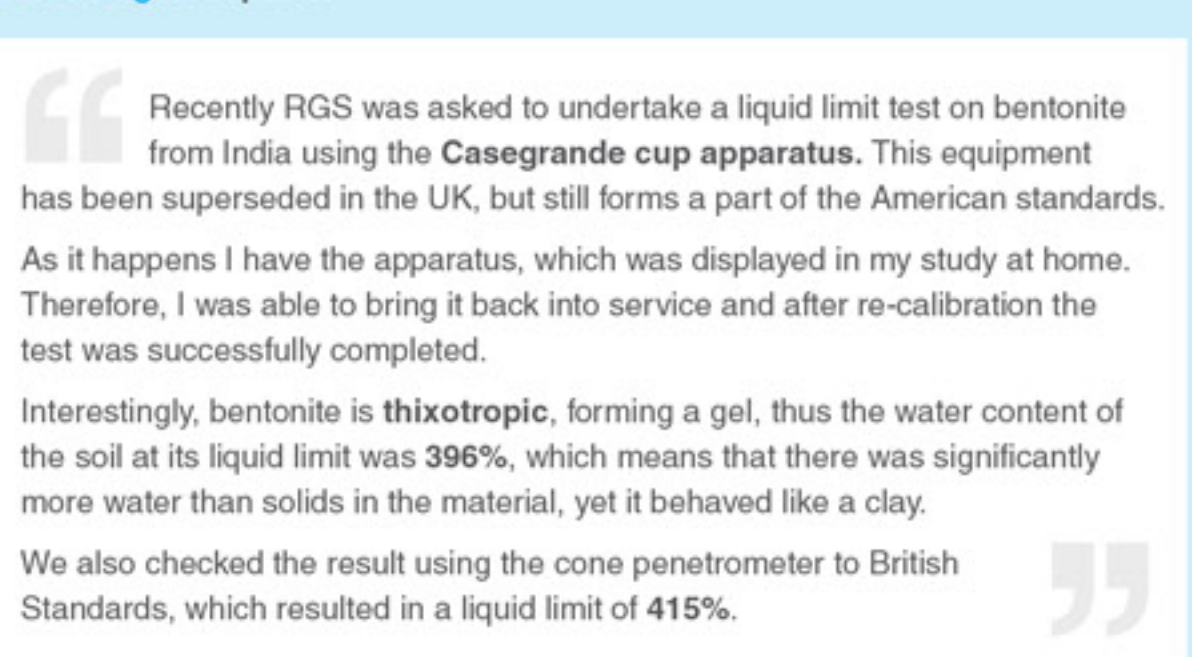 Recently RGS was asked to undertake a liquid limit test on bentonite
from India using the Casegrande cup apparatus. This equipment
has been superseded in the UK, but still forms a part of the American standards.
As it happens I have the apparatus, which was displayed in my study at home.
Therefore, I was able to bring it back into service and after re-calibration the
test was successfully completed.
Interestingly, bentonite is thixotropic, forming a gel, thus the water content of
the soil at its liquid limit was 396%, which means that there was significantly
more water than solids in the material, yet it behaved like a clay.
We also checked the result using the cone penetrometer to British
Standards, which resulted in a liquid limit of 415%.